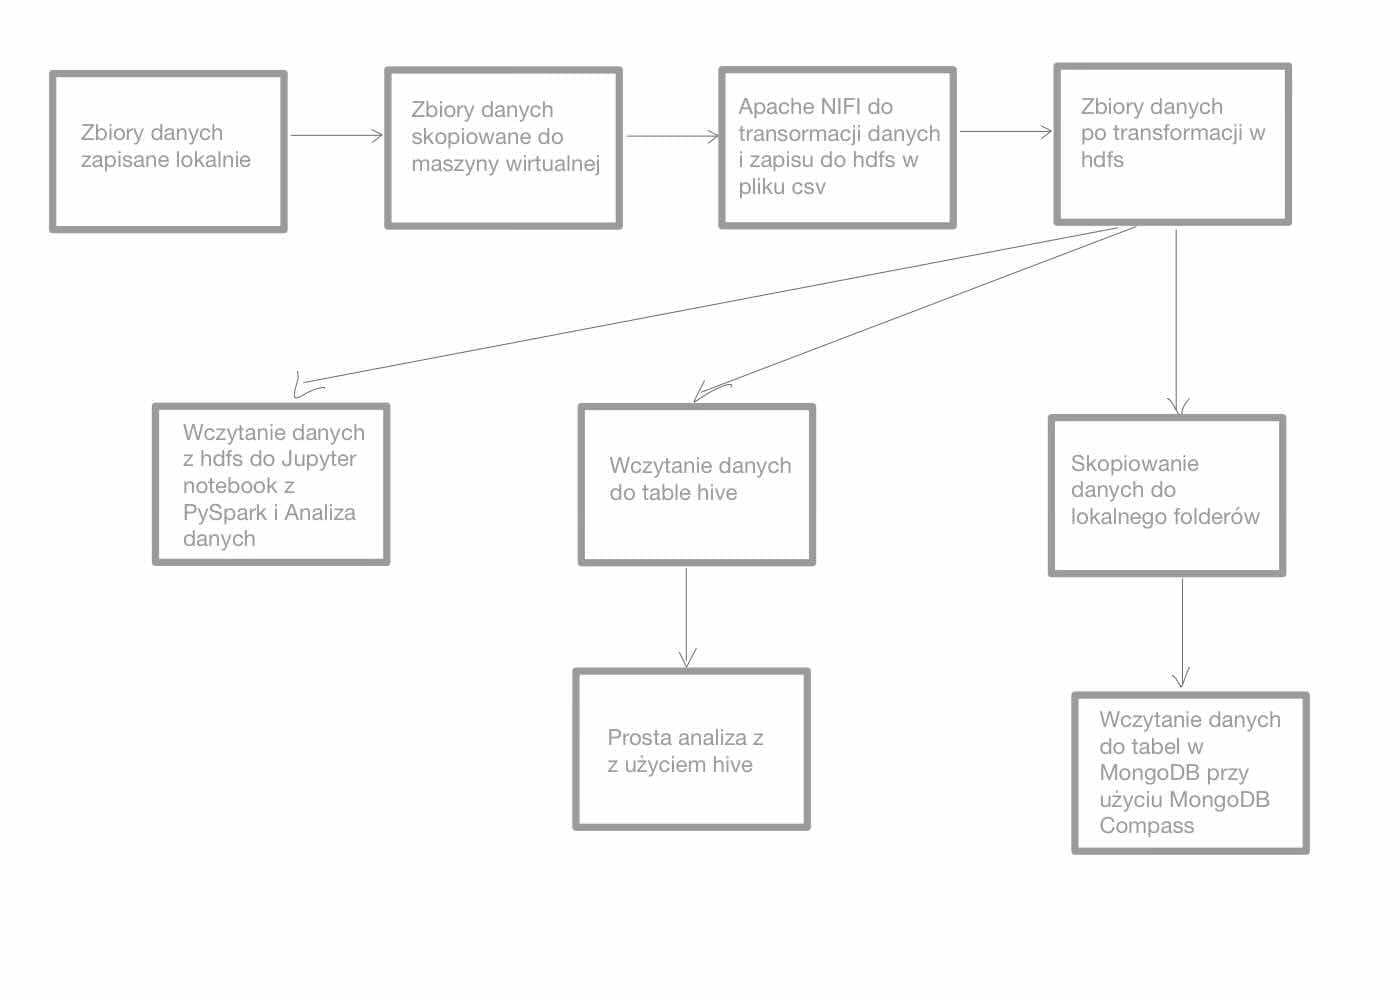 Zbiory danych
zapisane lokalnie
Zbiory danych
skopiowane do
maszyny wirtualnej
Apache NIFI do
transormacji danych
i zapisu do hdfs w
pliku csv
Zbiory danych
po transformacji w
hdfs
Wczytanie danych
z hdfs do Jupyter
notebook z
PySpark i Analiza
danych
Wczytanie danych
do table hive
Skopiowanie
danych do
lokalnego folderów
Prosta analiza z
z użyciem hive
Wczytanie danych
do tabel w
MongoDB przy
użyciu MongoDB
Compass